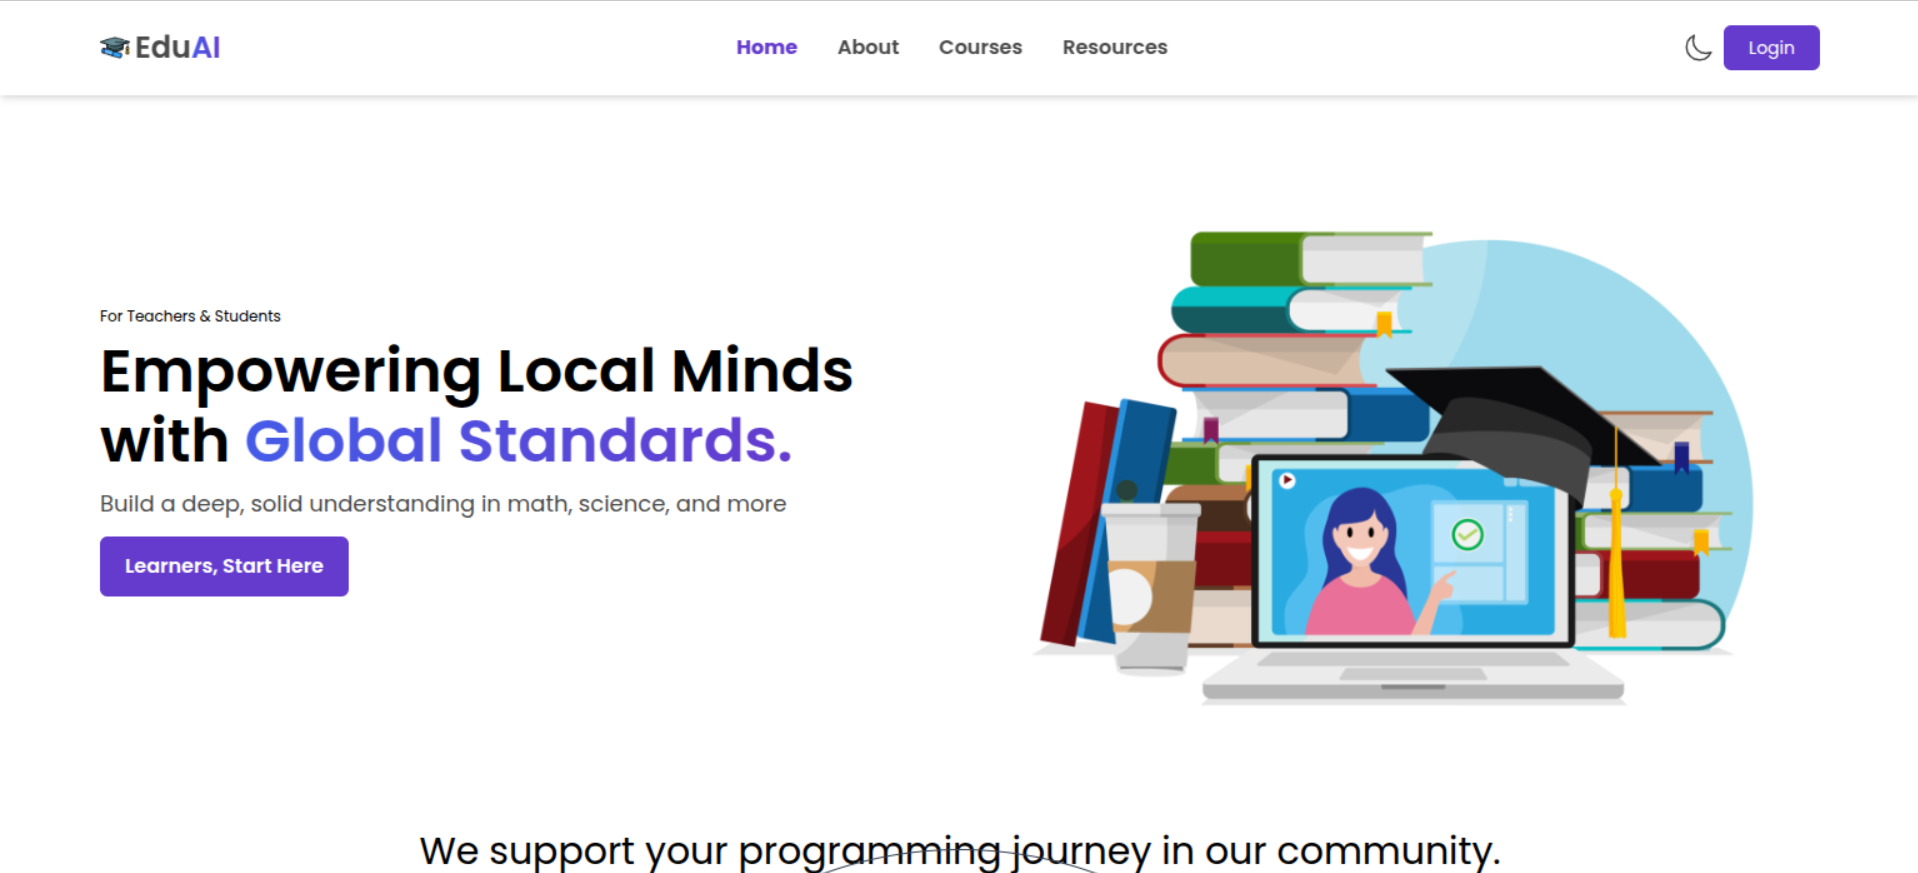 EduAI
Home
About
Courses
Resources
Login
For Teachers & Students
Empowering Local Minds
with Global Standards.
Build a deep, solid understanding in math, science, and more
Learners, Start Here
We support your programming journey in our community.